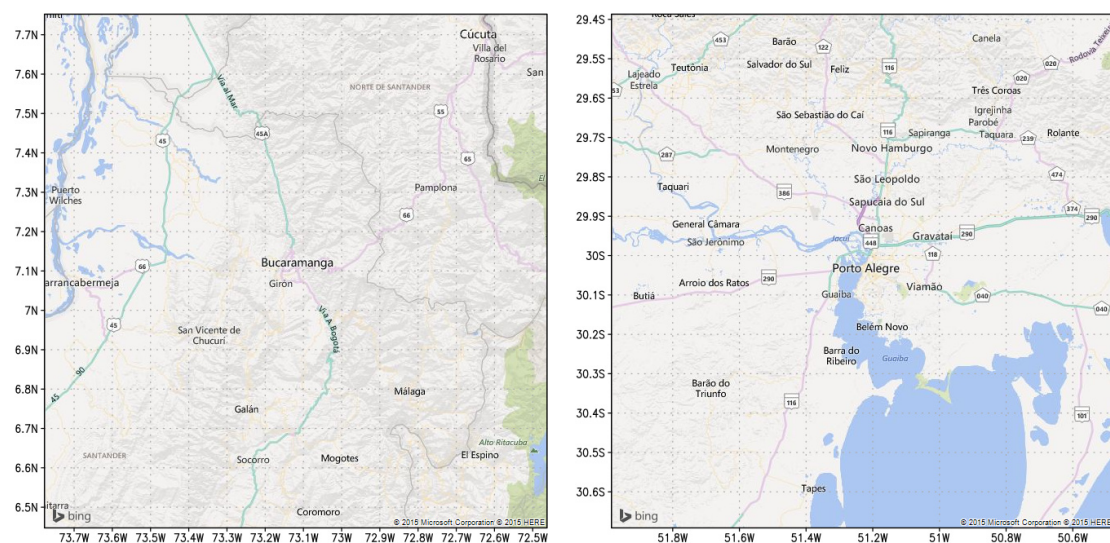 7.7N
7.6N
7.5N
7.4N
7.3N
7.2N
7.1N
7N
6.9N
6.8N
6.7N
6.6N
6.5N
Cúcuta
Villa del
Rosario
San
Vía al Mar
NORTE DE SANTANDER
55
45
45A
65
El
Puerto
Wilches
Pamplona
66
66
Bucaramanga
Girón
arrancabermeja
45
San Vicente de
Chucurí
Vía A Bogotá
90
45
Málaga
Galán
Alto Ritacuba
SANTANDER
Socorro
Mogotes
El Espino
itarra
Coromoro
bing
© 2015 Microsoft Corporation © 2015 HERE
73.7W
73.6W
73.5W
73.4W
73.3W
73.2W
73.1W
73W
72.9W
72.8W
72.7W
72.6W
72.5W
29.4S
29.5S
29.6S
29.7S
29.8S
29.9S
30S
30.1S
30.2S
30.3S
30.4S
30.5S
30.6S
Roca Sales
453
Barão
122
Canela
Rodovia Teixeira
Lajeado
Estrela
Teutônia
Salvador do Sul
Feliz
116
020
020
53
Três Coroas
São Sebastião do Caí
Igrejinha
Parobé
116
Sapiranga
Taquara
Rolante
239
287
Montenegro
Novo Hamburgo
474
Taquari
386
São Leopoldo
Sapucaia do Sul
374
290
General Câmara
Canoas
Gravataí
290
São Jerônimo
Jacuí
448
118
Porto Alegre
Arroio dos Ratos
290
Viamão
Butiá
Guaíba
040
040
Belém Novo
Barra do
Ribeiro
Guaíba
Barão do
Triunfo
116
101
Tapes
bing
© 2015 Microsoft Corporation © 2015 HERE
51.8W
51.6W
51.4W
51.2W
51W
50.8W
50.6W